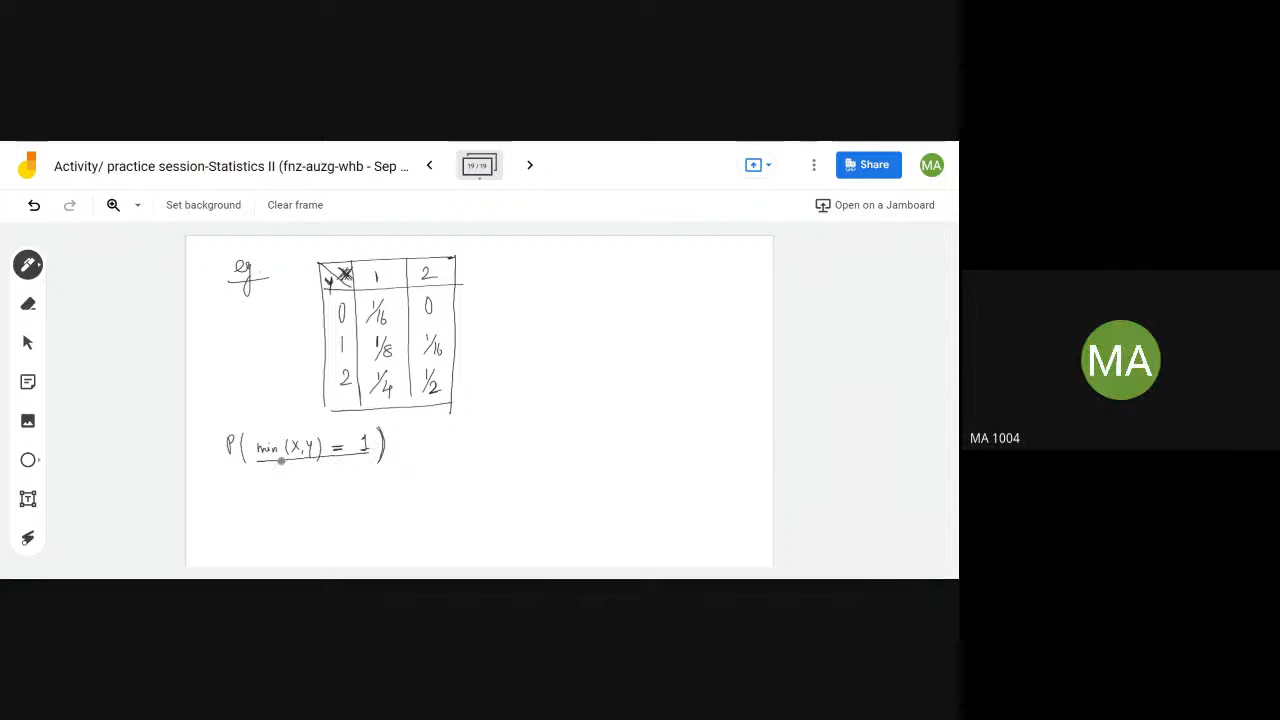 Activity/ practice session-Statistics II (fnz-auzg-whb - Sep ...
19 / 19
Share
MA
Set background
Clear frame
Open on a Jamboard
eg
Y X 1 2
0 1/16 0
1 1/8 1/16
2 1/4 1/2
P( min (X,Y) = 1 )
MA
MA 1004